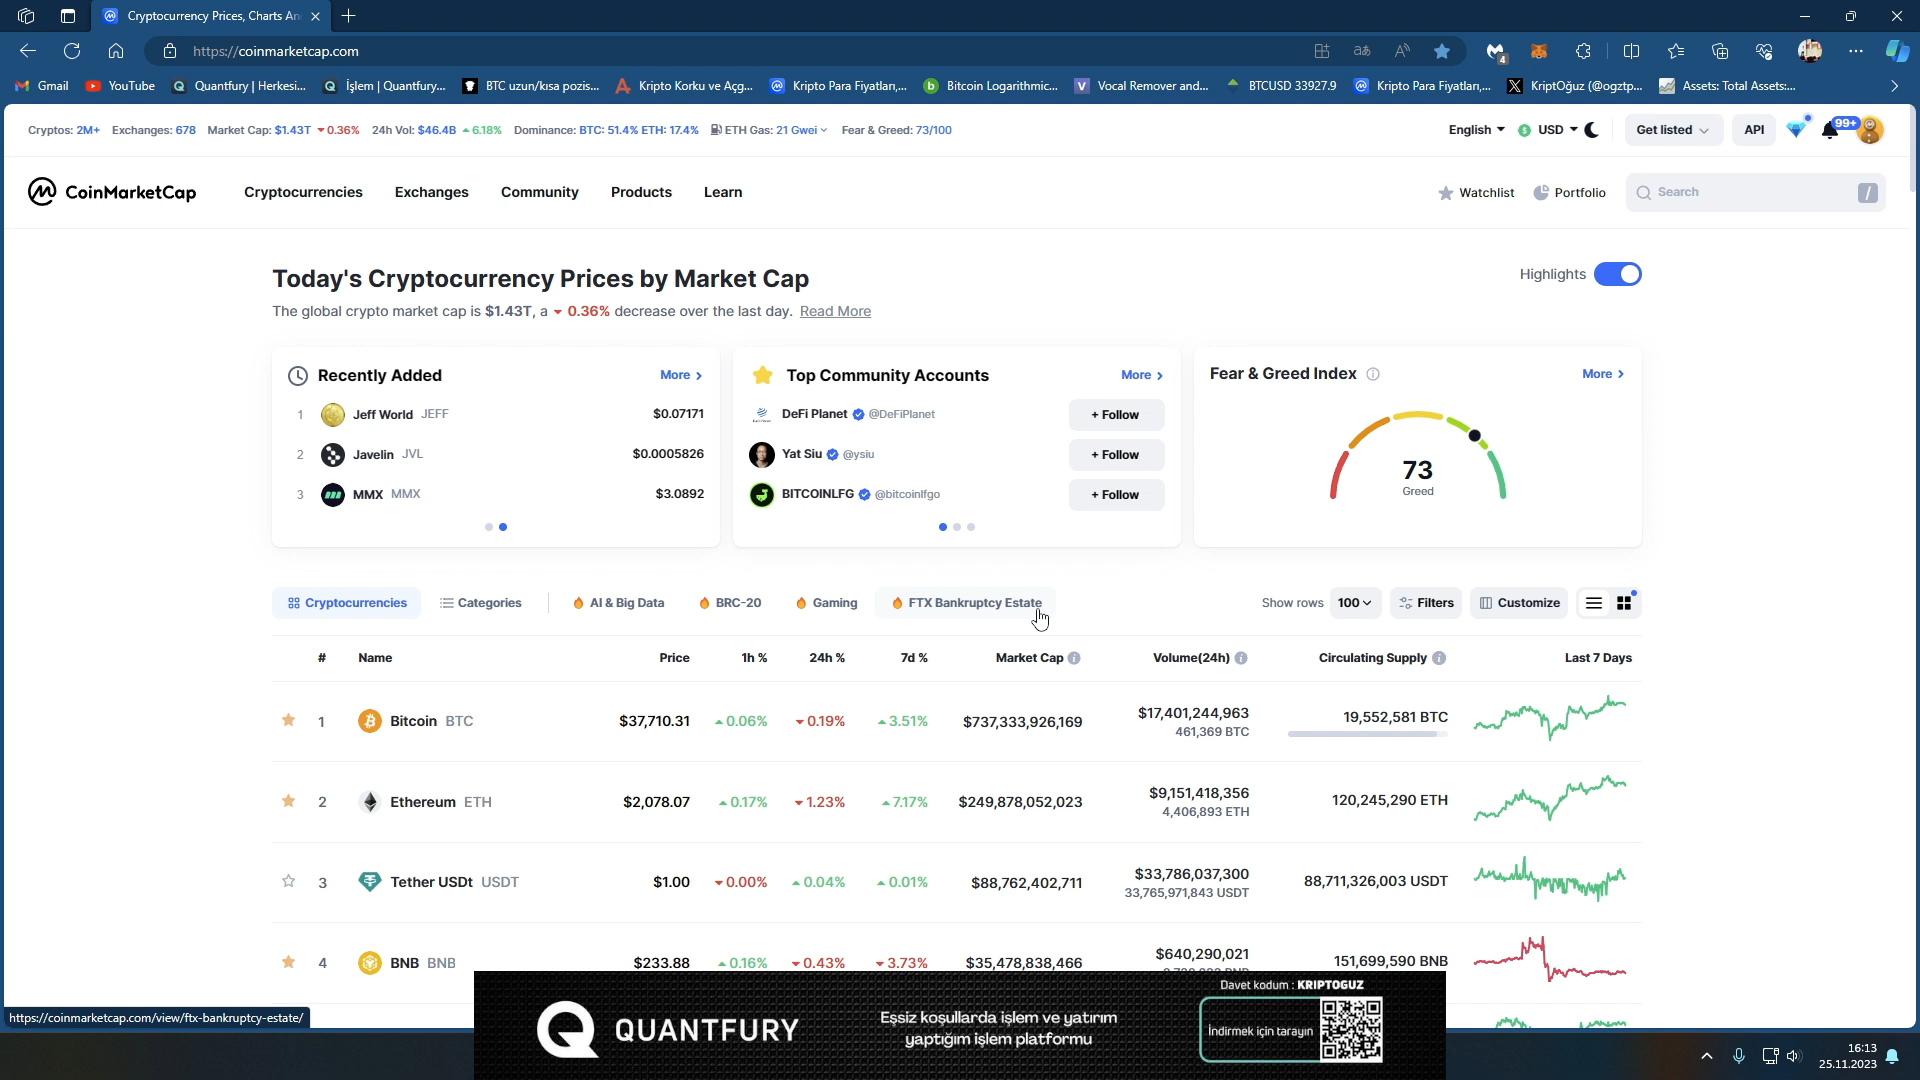 Cryptocurrency Prices, Charts An
https://coinmarketcap.com
4
Gmail YouTube Quantfury | Herkesi... İşlem | Quantfury... BTC uzun/kısa pozis... Kripto Korku ve Açg... Kripto Para Fiyatları,... Bitcoin Logarithmic... Vocal Remover and... BTCUSD 33927.9 Kripto Para Fiyatları,... KriptOğuz (@ogztp... Assets: Total Assets:...
Cryptos: 2M+ Exchanges: 678 Market Cap: $1.43T 0.36% 24h Vol: $46.4B 6.18% Dominance: BTC: 51.4% ETH: 17.4% ETH Gas: 21 Gwei Fear & Greed: 73/100 English USD Get listed API 99+
CoinMarketCap Cryptocurrencies Exchanges Community Products Learn Watchlist Portfolio Search /
Today's Cryptocurrency Prices by Market Cap Highlights
The global crypto market cap is $1.43T, a 0.36% decrease over the last day. Read More
Recently Added More
1 Jeff World JEFF $0.07171
2 Javelin JVL $0.0005826
3 MMX MMX $3.0892
Top Community Accounts More
DeFi Planet @DeFiPlanet + Follow
Yat Siu @ysiu + Follow
BITCOINLFG @bitcoinlfgo + Follow
Fear & Greed Index More
73
Greed
Cryptocurrencies Categories AI & Big Data BRC-20 Gaming FTX Bankruptcy Estate Show rows 100 Filters Customize
# Name Price 1h % 24h % 7d % Market Cap Volume(24h) Circulating Supply Last 7 Days
1 Bitcoin BTC $37,710.31 0.06% 0.19% 3.51% $737,333,926,169 $17,401,244,963 19,552,581 BTC
461,369 BTC
2 Ethereum ETH $2,078.07 0.17% 1.23% 7.17% $249,878,052,023 $9,151,418,356 120,245,290 ETH
4,406,893 ETH
3 Tether USDt USDT $1.00 0.00% 0.04% 0.01% $88,762,402,711 $33,786,037,300 88,711,326,003 USDT
33,765,971,843 USDT
4 BNB BNB $233.88 0.16% 0.43% 3.73% $35,478,838,466 $640,290,021 151,699,590 BNB
https://coinmarketcap.com/view/ftx-bankruptcy-estate/
QUANTFURY
Eşsiz koşullarda işlem ve yatırım
yaptığım işlem platformu
Davet kodum : KRIPTOGUZ
İndirmek için tarayın
16:13
25.11.2023